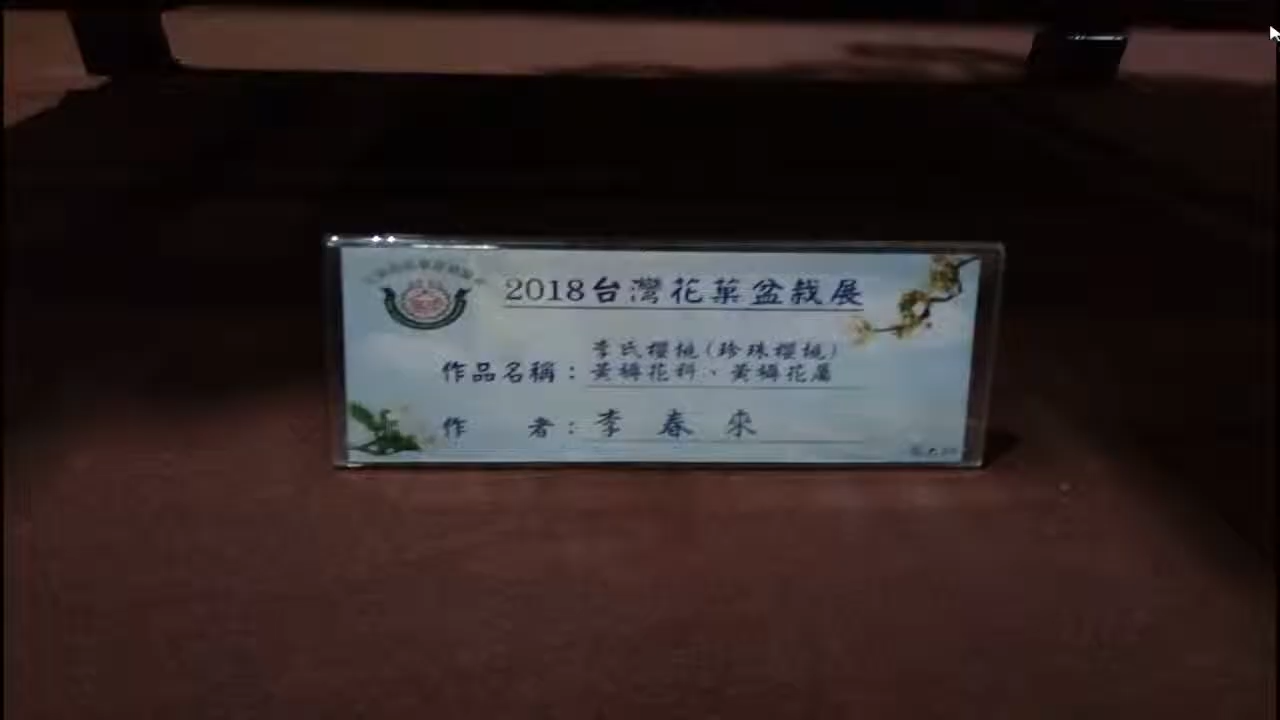 2018台灣花菓盆栽展
李氏櫻桃(珍珠櫻桃)
作品名稱：黃褥花科、黃褥花屬
作 者：李 春 來